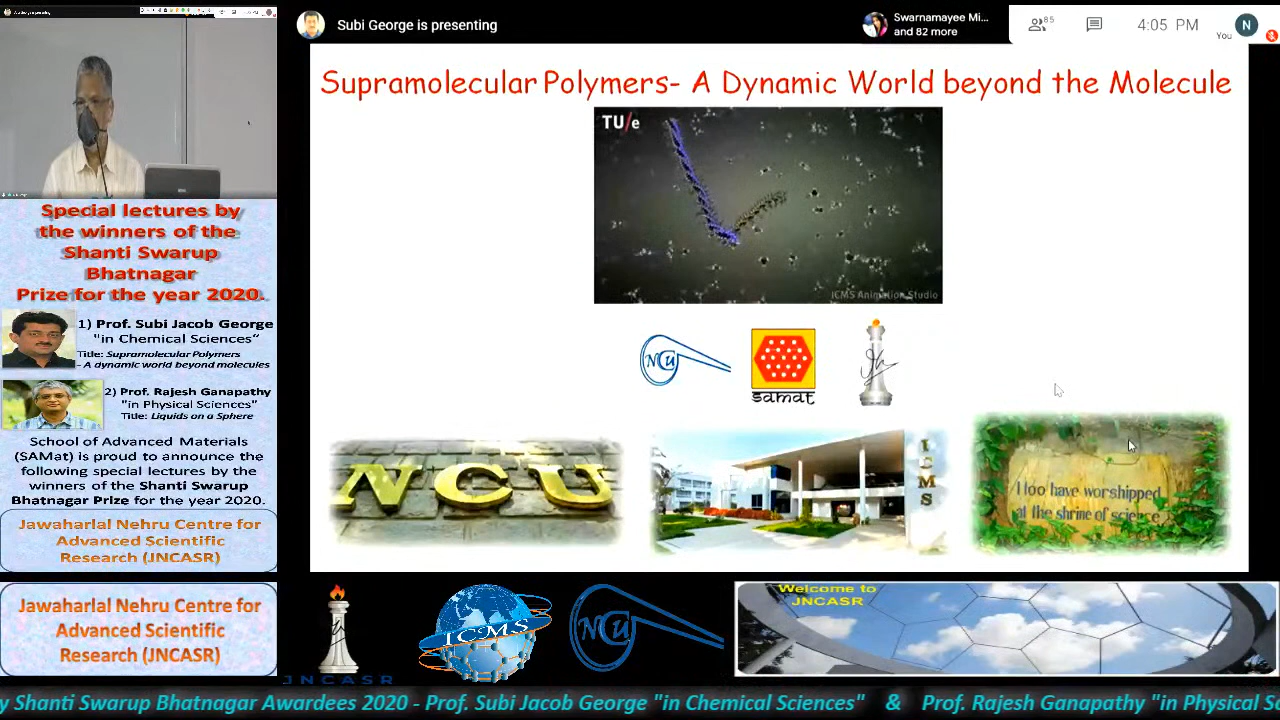 Subi George is presenting
Swarnamayee Mi...
and 82 more
85
4:05 PM
You
N
Supramolecular Polymers- A Dynamic World beyond the Molecule
TU/e
ICMS Animation Studio
NCU
samat
NCU
ICMS
I too have worshipped
at the shrine of science
Special lectures by
the winners of the
Shanti Swarup
Bhatnagar
Prize for the year 2020.
1) Prof. Subi Jacob George
"in Chemical Sciences“
Title: Supramolecular Polymers
- A dynamic world beyond molecules
2) Prof. Rajesh Ganapathy
"in Physical Sciences”
Title: Liquids on a Sphere
School of Advanced Materials
(SAMat) is proud to announce the
following special lectures by the
winners of the Shanti Swarup
Bhatnagar Prize for the year 2020.
Jawaharlal Nehru Centre for
Advanced Scientific
Research (JNCASR)
Jawaharlal Nehru Centre for
Advanced Scientific
Research (JNCASR)
JNCASR
ICMS
NCU
Welcome to
JNCASR
y Shanti Swarup Bhatnagar Awardees 2020 - Prof. Subi Jacob George "in Chemical Sciences" & Prof. Rajesh Ganapathy "in Physical Sc